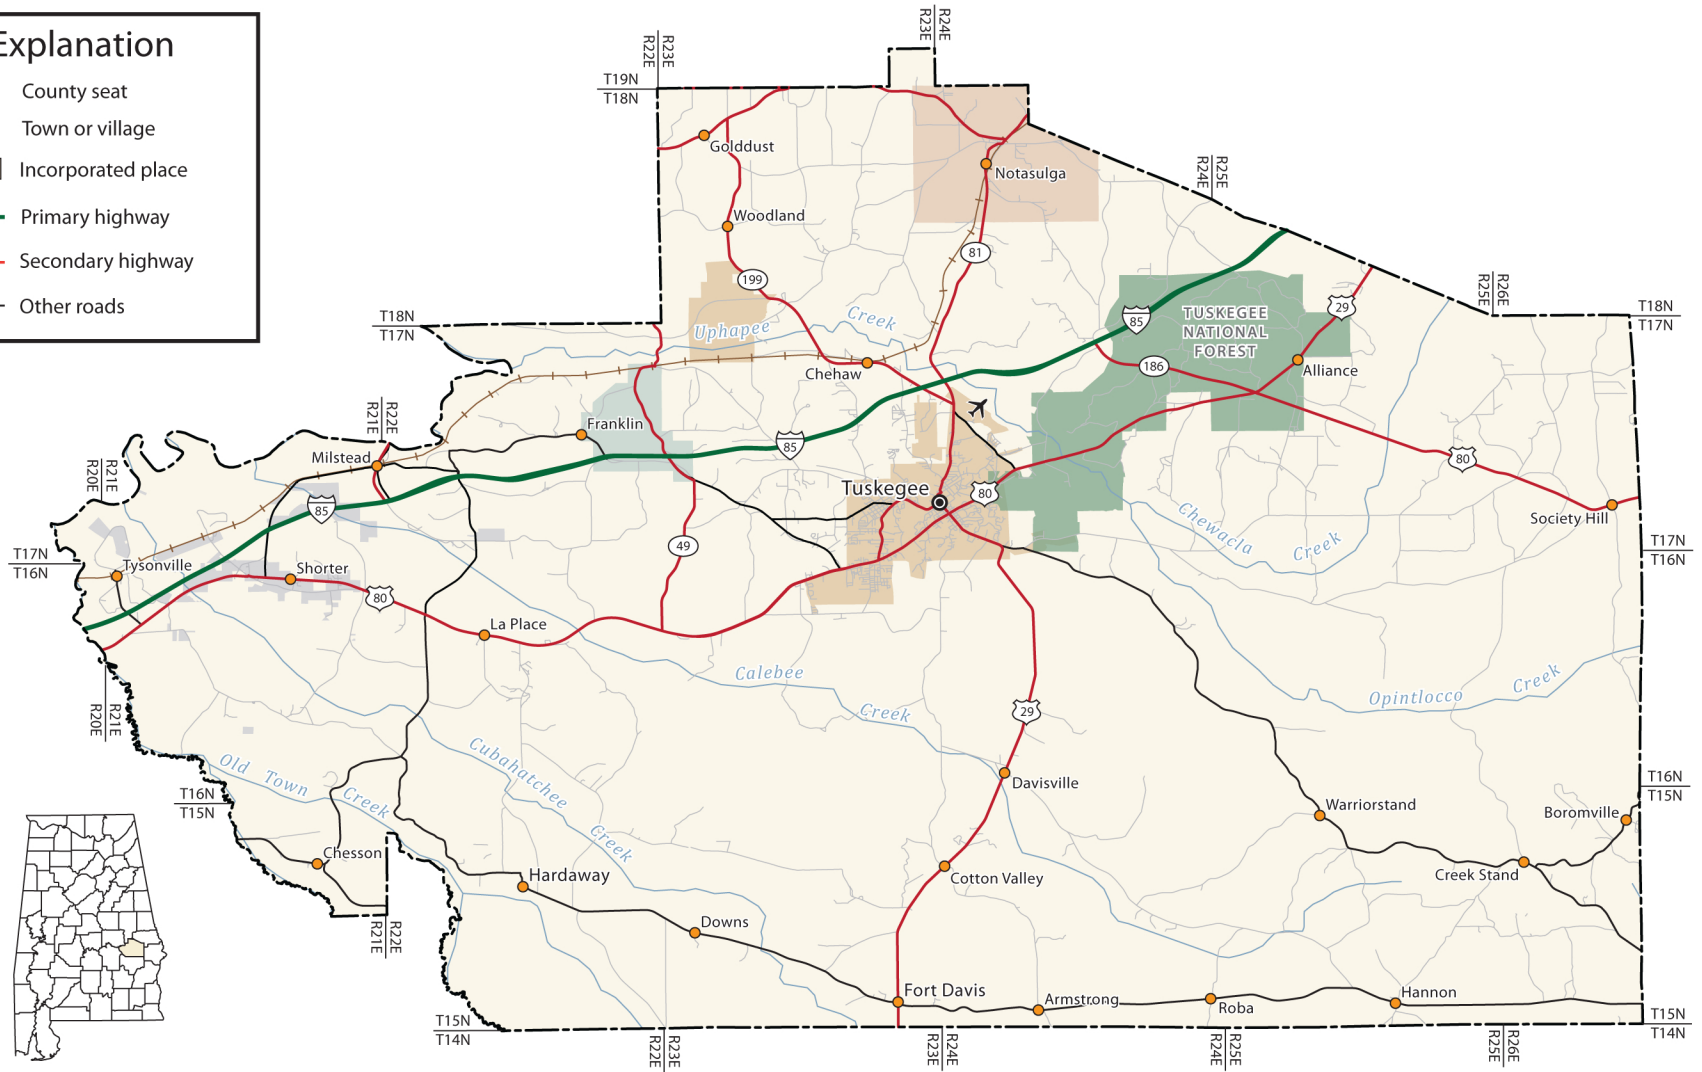 Explanation
County seat
Town or village
Incorporated place
Primary highway
Secondary highway
Other roads
R23E
R24E
R22E
R23E
T19N
T18N
Golddust
Notasulga
R24E
R25E
Woodland
81
199
R25E
R26E
T18N
T17N
T18N
T17N
Uphapee
Creek
85
TUSKEGEE
NATIONAL
FOREST
29
Chehaw
186
Alliance
R21E
R22E
Franklin
85
Milstead
80
R20E
R21E
Tuskegee
80
85
Society Hill
Chewacla
Creek
T17N
T16N
49
T17N
T16N
Tysonville
Shorter
80
La Place
Calebee
Creek
Opintlocco
Creek
29
R20E
R21E
Old Town
Creek
Cubahatchee
Creek
Davisville
T16N
T15N
T16N
T15N
Warriorstand
Boromville
Chesson
Hardaway
Cotton Valley
Creek Stand
R21E
R22E
Downs
Fort Davis
Armstrong
Roba
Hannon
T15N
T14N
T15N
T14N
R22E
R23E
R23E
R24E
R24E
R25E
R25E
R26E